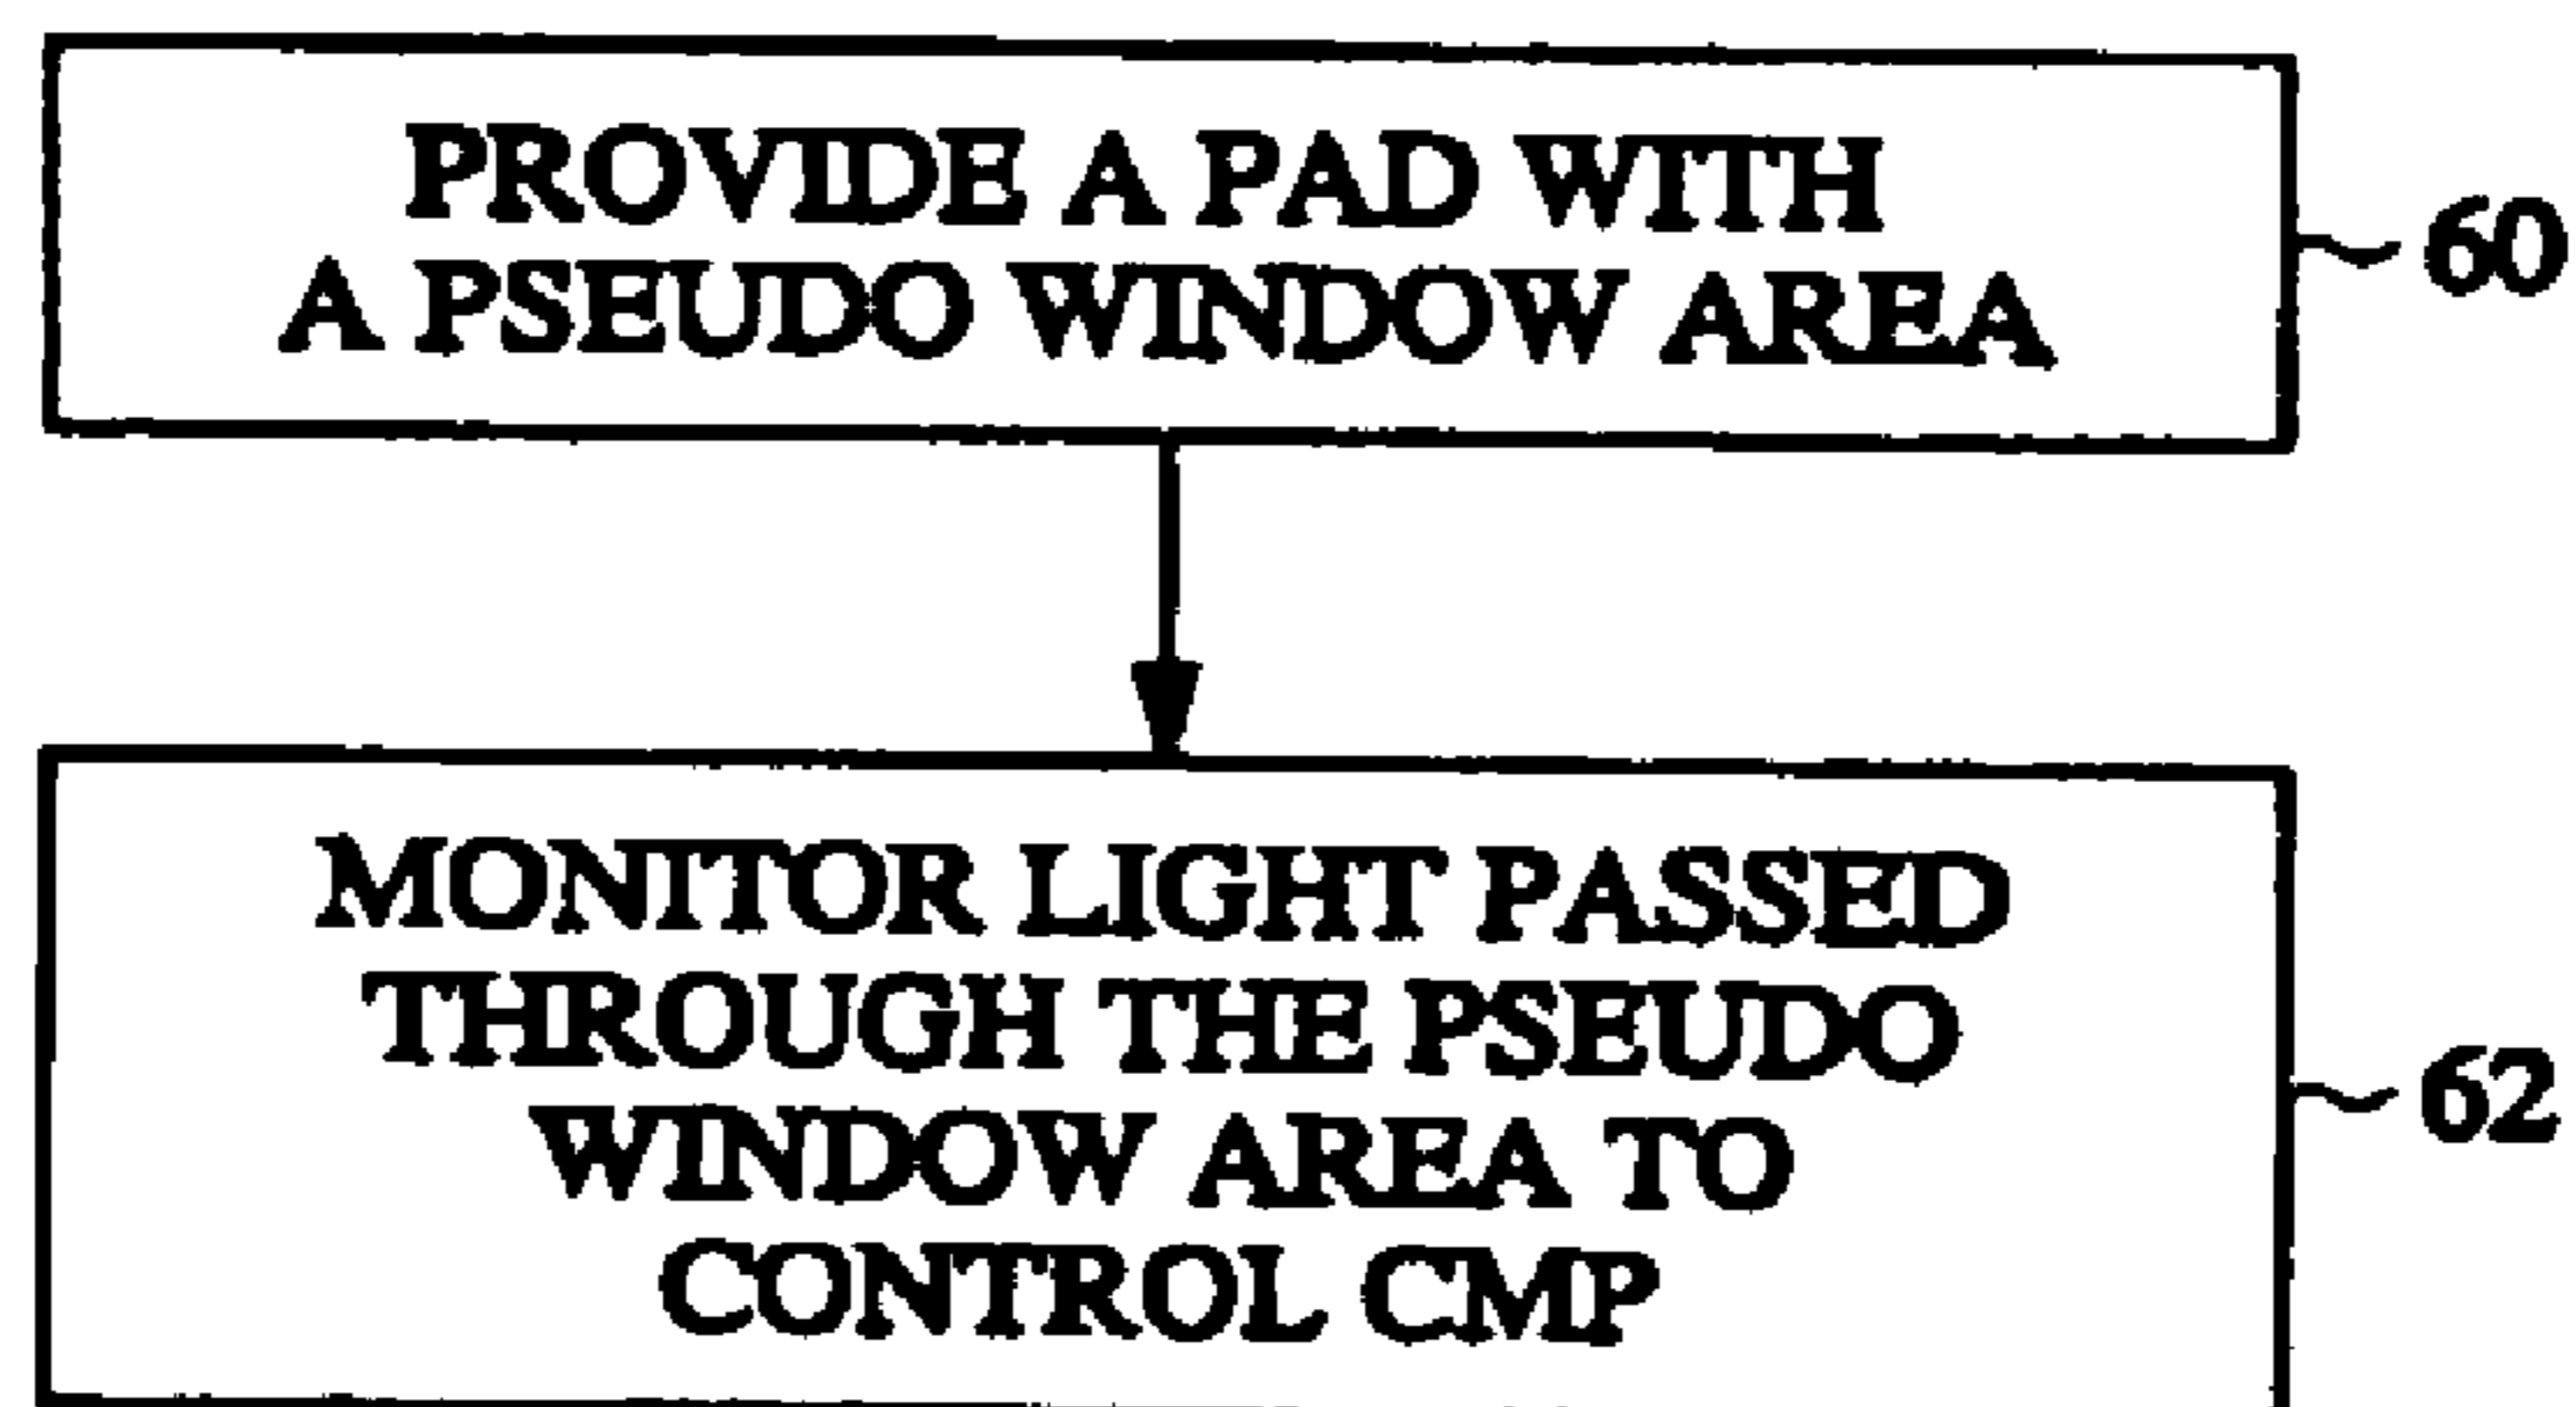 PROVIDE A PAD WITH
A PSEUDO WINDOW AREA
60
MONITOR LIGHT PASSED
THROUGH THE PSEUDO
WINDOW AREA TO
CONTROL CMP
62